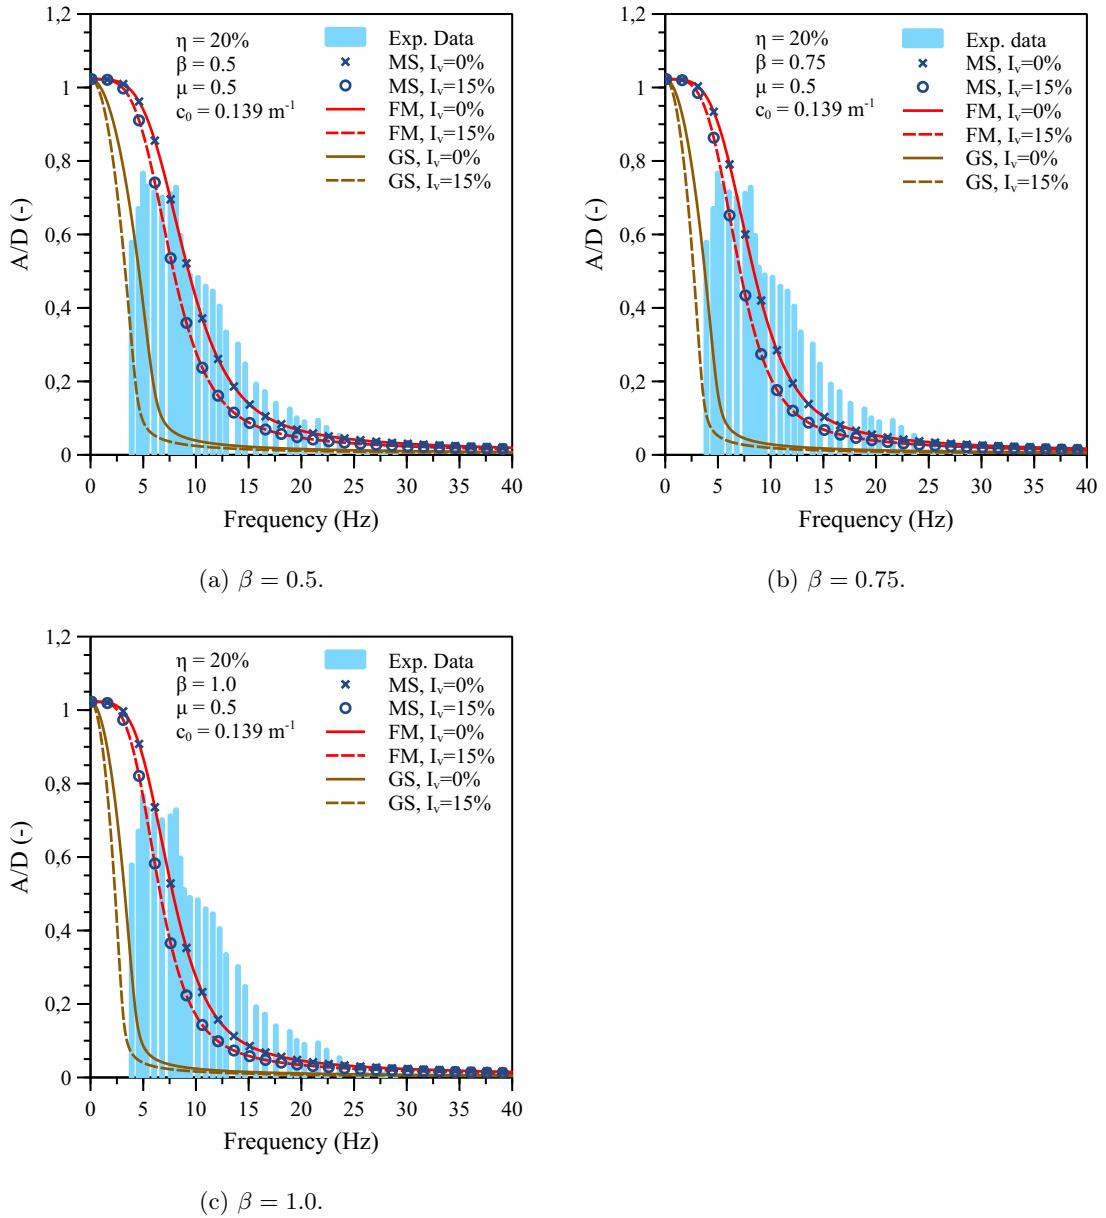 1,2
1
0,8
0,6
0,4
0,2
0
A/D (-)
η = 20%
β = 0.5
μ = 0.5
c₀ = 0.139 m⁻¹
Exp. Data
MS, Iᵥ=0%
MS, Iᵥ=15%
FM, Iᵥ=0%
FM, Iᵥ=15%
GS, Iᵥ=0%
GS, Iᵥ=15%
0 5 10 15 20 25 30 35 40
Frequency (Hz)
(a) β = 0.5.
1,2
1
0,8
0,6
0,4
0,2
0
A/D (-)
η = 20%
β = 0.75
μ = 0.5
c₀ = 0.139 m⁻¹
Exp. data
MS, Iᵥ=0%
MS, Iᵥ=15%
FM, Iᵥ=0%
FM, Iᵥ=15%
GS, Iᵥ=0%
GS, Iᵥ=15%
0 5 10 15 20 25 30 35 40
Frequency (Hz)
(b) β = 0.75.
1,2
1
0,8
0,6
0,4
0,2
0
A/D (-)
η = 20%
β = 1.0
μ = 0.5
c₀ = 0.139 m⁻¹
Exp. Data
MS, Iᵥ=0%
MS, Iᵥ=15%
FM, Iᵥ=0%
FM, Iᵥ=15%
GS, Iᵥ=0%
GS, Iᵥ=15%
0 5 10 15 20 25 30 35 40
Frequency (Hz)
(c) β = 1.0.